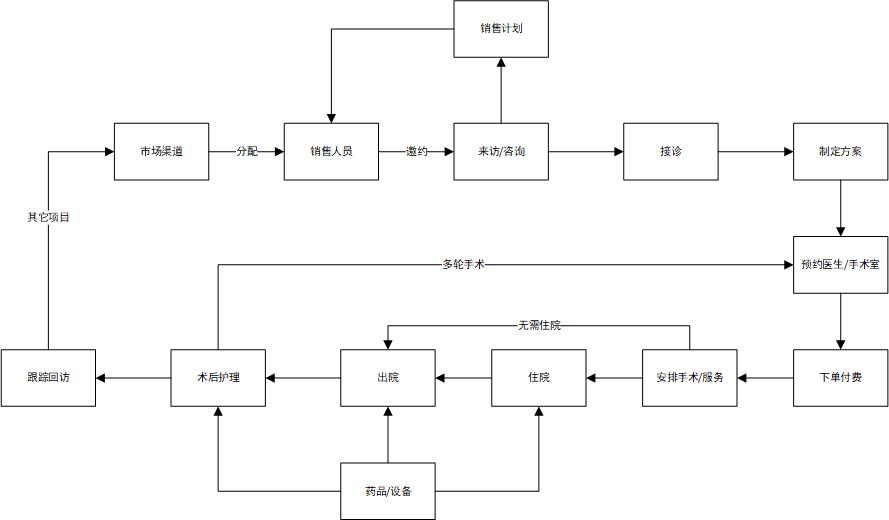 销售计划
市场渠道
分配
销售人员
邀约
来访/咨询
接诊
制定方案
其它项目
多轮手术
预约医生/手术室
无需住院
跟踪回访
术后护理
出院
住院
安排手术/服务
下单付费
药品/设备